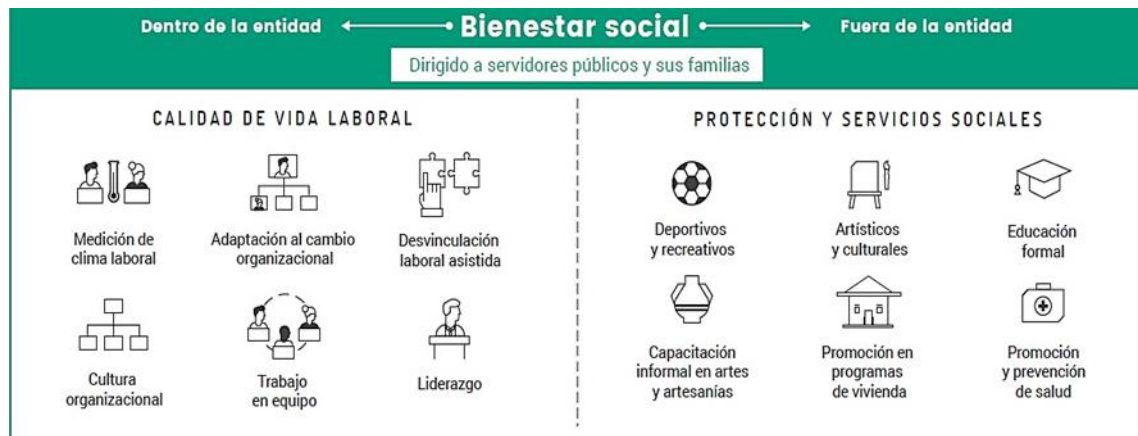 Dentro de la entidad
Bienestar social
Fuera de la entidad
Dirigido a servidores públicos y sus familias
CALIDAD DE VIDA LABORAL
Medición de
clima laboral
Adaptación al cambio
organizacional
Desvinculación
laboral asistida
Cultura
organizacional
Trabajo
en equipo
Liderazgo
PROTECCIÓN Y SERVICIOS SOCIALES
Deportivos
y recreativos
Artísticos
y culturales
Educación
formal
Capacitación
informal en artes
y artesanías
Promoción en
programas
de vivienda
Promoción
y prevención
de salud